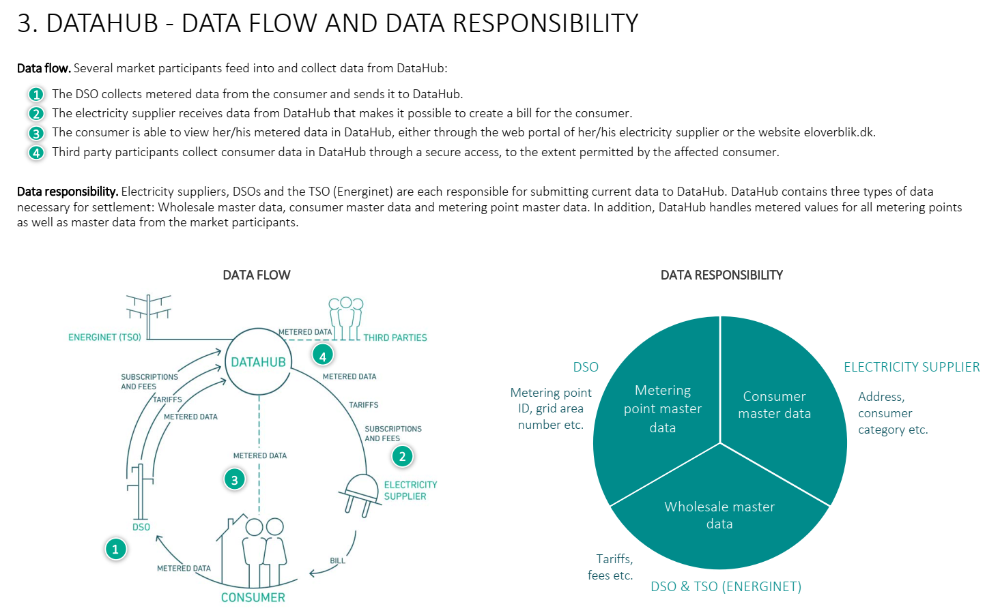 3. DATAHUB - DATA FLOW AND DATA RESPONSIBILITY
Data flow. Several market participants feed into and collect data from DataHub:
1 The DSO collects metered data from the consumer and sends it to DataHub.
2 The electricity supplier receives data from DataHub that makes it possible to create a bill for the consumer.
3 The consumer is able to view her/his metered data in DataHub, either through the web portal of her/his electricity supplier or the website eloverblik.dk.
4 Third party participants collect consumer data in DataHub through a secure access, to the extent permitted by the affected consumer.
Data responsibility. Electricity suppliers, DSOs and the TSO (Energinet) are each responsible for submitting current data to DataHub. DataHub contains three types of data
necessary for settlement: Wholesale master data, consumer master data and metering point master data. In addition, DataHub handles metered values for all metering points
as well as master data from the market participants.
DATA FLOW
ENERGINET (TSO)
METERED DATA
THIRD PARTIES
4
DATAHUB
SUBSCRIPTIONS
AND FEES
TARIFFS
METERED DATA
METERED DATA
TARIFFS
SUBSCRIPTIONS
AND FEES
2
METERED DATA
3
ELECTRICITY
SUPPLIER
DSO
1
METERED DATA
BILL
CONSUMER
DATA RESPONSIBILITY
DSO
Metering point
ID, grid area
number etc.
Metering
point master
data
Consumer
master data
ELECTRICITY SUPPLIER
Address,
consumer
category etc.
Wholesale master
data
Tariffs,
fees etc.
DSO & TSO (ENERGINET)